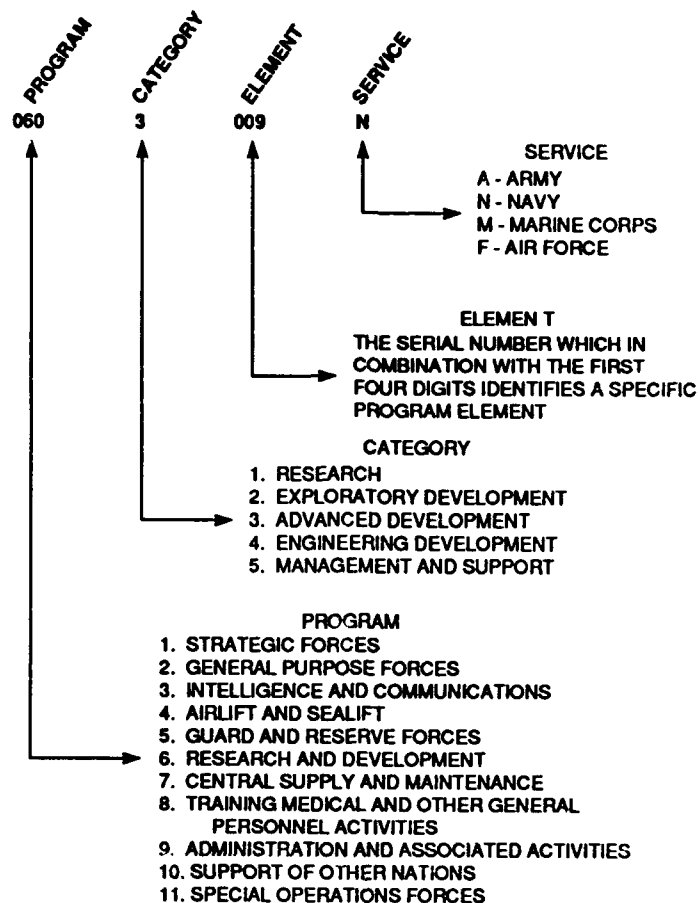 PROGRAM CATEGORY ELEMENT SERVICE
060 3 009 N
SERVICE
A - ARMY
N - NAVY
M - MARINE CORPS
F - AIR FORCE
ELEMEN T
THE SERIAL NUMBER WHICH IN
COMBINATION WITH THE FIRST
FOUR DIGITS IDENTIFIES A SPECIFIC
PROGRAM ELEMENT
CATEGORY
1. RESEARCH
2. EXPLORATORY DEVELOPMENT
3. ADVANCED DEVELOPMENT
4. ENGINEERING DEVELOPMENT
5. MANAGEMENT AND SUPPORT
PROGRAM
1. STRATEGIC FORCES
2. GENERAL PURPOSE FORCES
3. INTELLIGENCE AND COMMUNICATIONS
4. AIRLIFT AND SEALIFT
5. GUARD AND RESERVE FORCES
6. RESEARCH AND DEVELOPMENT
7. CENTRAL SUPPLY AND MAINTENANCE
8. TRAINING MEDICAL AND OTHER GENERAL
PERSONNEL ACTIVITIES
9. ADMINISTRATION AND ASSOCIATED ACTIVITIES
10. SUPPORT OF OTHER NATIONS
11. SPECIAL OPERATIONS FORCES